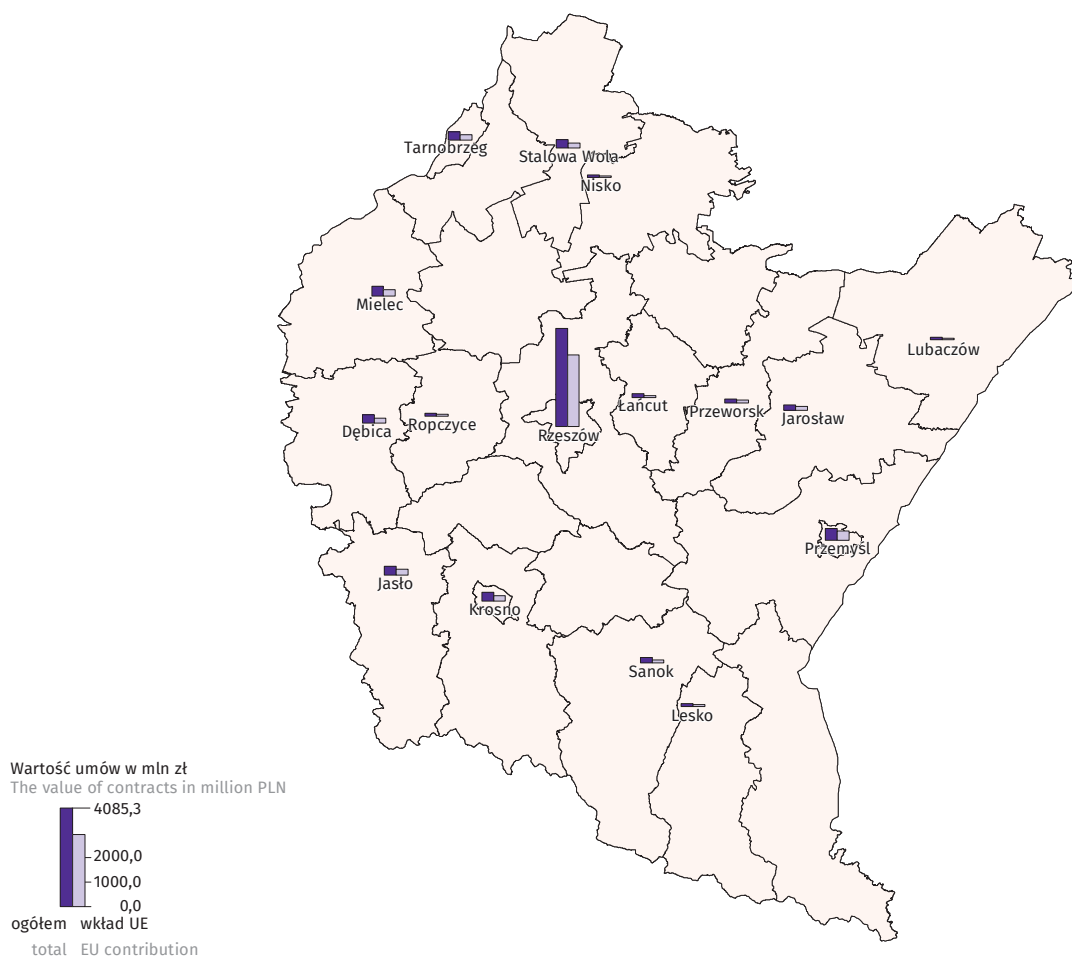 Tarnobrzeg
Stalowa Wola
Nisko
Mielec
Lubaczów
Łańcut
Przeworsk
Jarosław
Dębica
Ropczyce
Rzeszów
Przemyśl
Jasło
Krosno
Sanok
Lesko
Wartość umów w mln zł
The value of contracts in million PLN
4085,3
2000,0
1000,0
0,0
ogółem wkład UE
total EU contribution